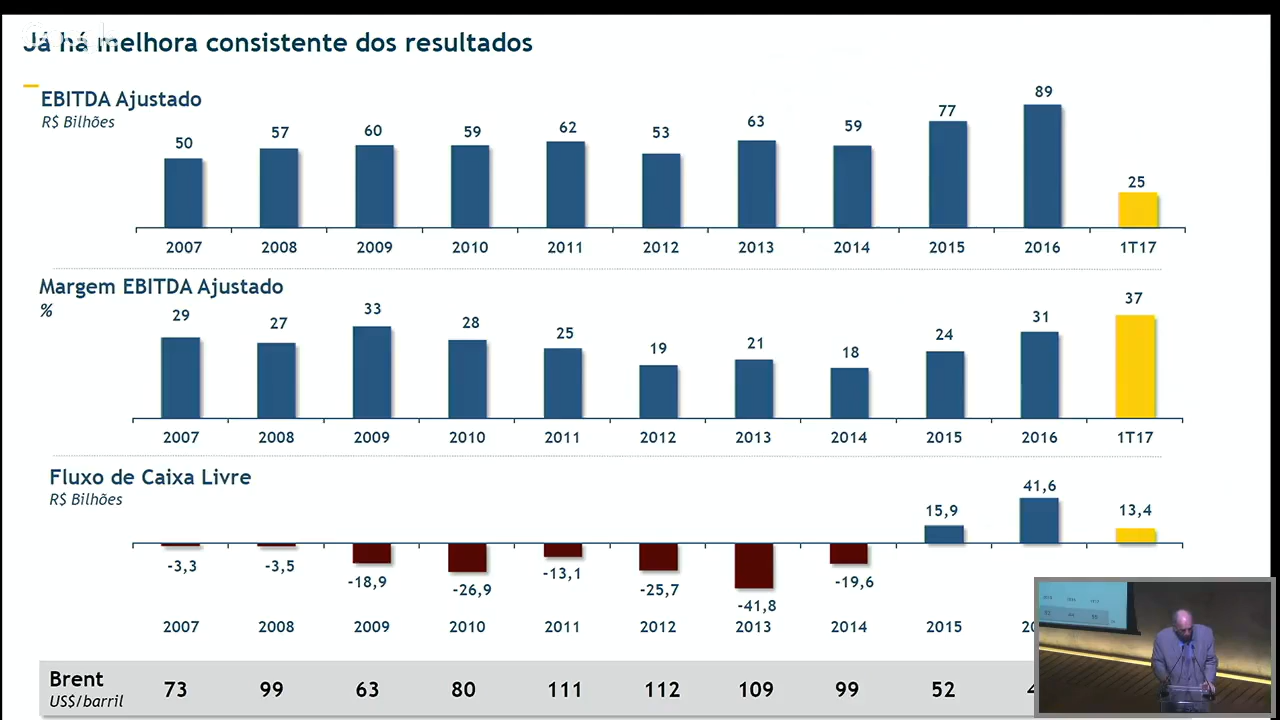 Já há melhora consistente dos resultados
EBITDA Ajustado
R$ Bilhões
50 57 60 59 62 53 63 59 77 89 25
2007 2008 2009 2010 2011 2012 2013 2014 2015 2016 1T17
Margem EBITDA Ajustado
%
29 27 33 28 25 19 21 18 24 31 37
2007 2008 2009 2010 2011 2012 2013 2014 2015 2016 1T17
Fluxo de Caixa Livre
R$ Bilhões
-3,3 -3,5 -18,9 -26,9 -13,1 -25,7 -41,8 -19,6 15,9 41,6 13,4
2007 2008 2009 2010 2011 2012 2013 2014 2015
Brent
US$/barril
73 99 63 80 111 112 109 99 52